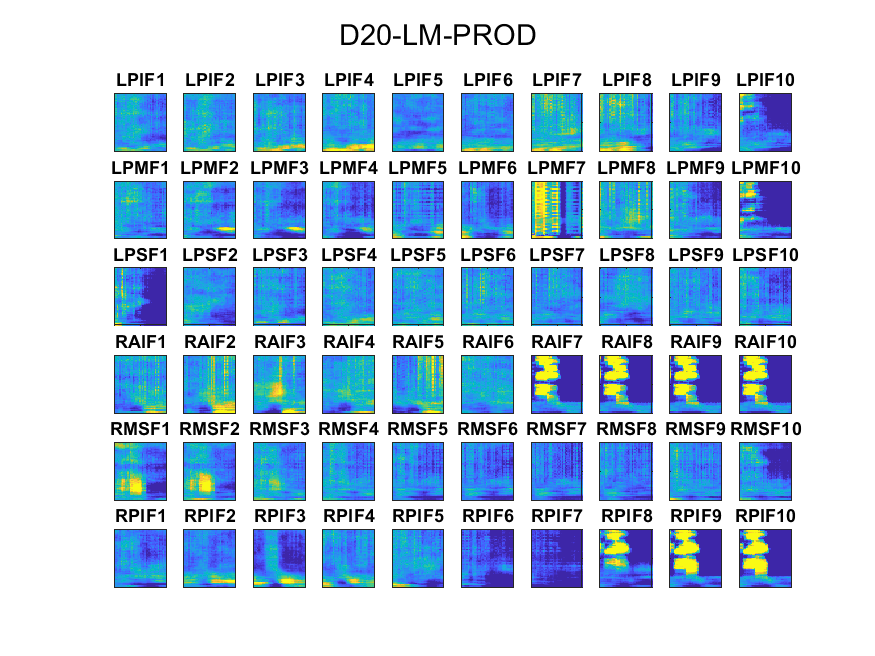 D20-LM-PROD
LPIF1 LPIF2 LPIF3 LPIF4 LPIF5 LPIF6 LPIF7 LPIF8 LPIF9 LPIF10
LPMF1 LPMF2 LPMF3 LPMF4 LPMF5 LPMF6 LPMF7 LPMF8 LPMF9 LPMF10
LPSF1 LPSF2 LPSF3 LPSF4 LPSF5 LPSF6 LPSF7 LPSF8 LPSF9 LPSF10
RAIF1 RAIF2 RAIF3 RAIF4 RAIF5 RAIF6 RAIF7 RAIF8 RAIF9 RAIF10
RMSF1 RMSF2 RMSF3 RMSF4 RMSF5 RMSF6 RMSF7 RMSF8 RMSF9 RMSF10
RPIF1 RPIF2 RPIF3 RPIF4 RPIF5 RPIF6 RPIF7 RPIF8 RPIF9 RPIF10